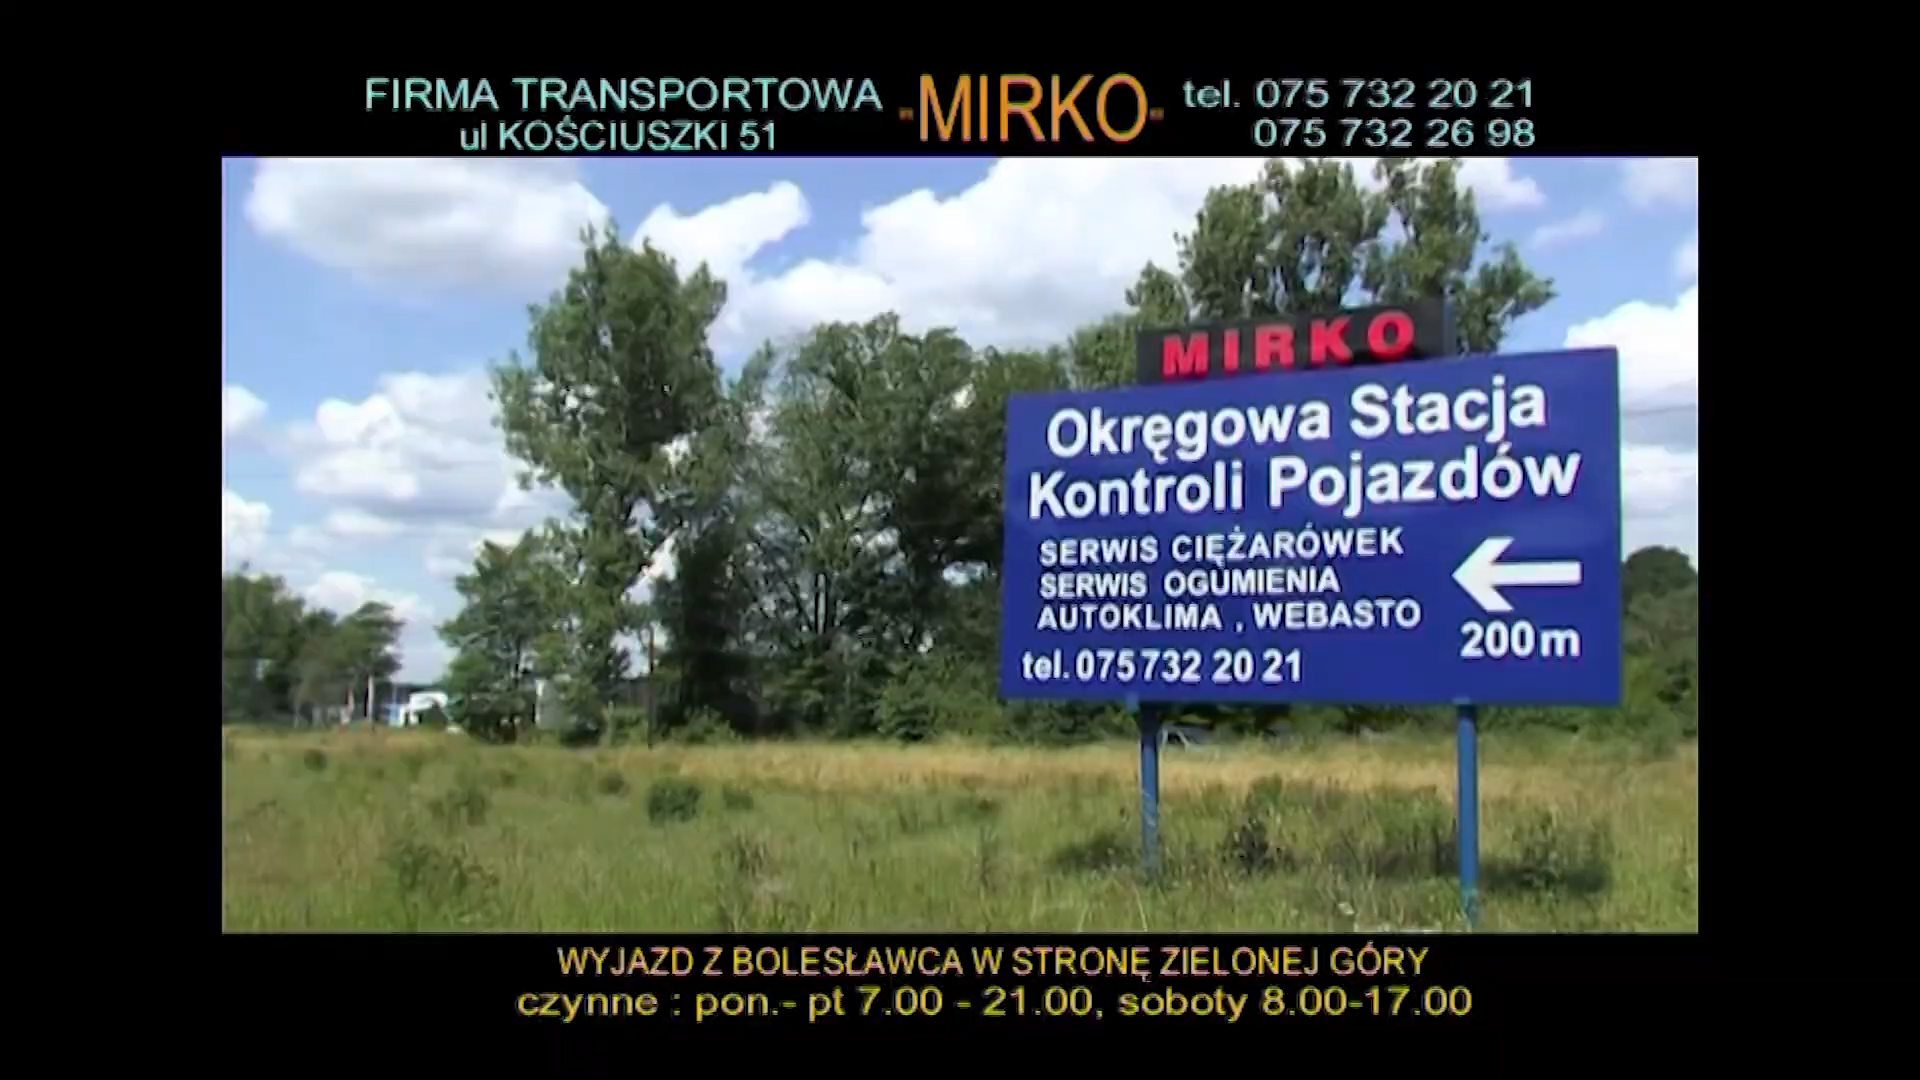 FIRMA TRANSPORTOWA -MIRKO- tel. 075 732 20 21
ul KOŚCIUSZKI 51 075 732 26 98
MIRKO
Okręgowa Stacja
Kontroli Pojazdów
SERWIS CIĘŻARÓWEK
SERWIS OGUMIENIA
AUTOKLIMA , WEBASTO
200m
tel. 075 732 20 21
WYJAZD Z BOLESŁAWCA W STRONĘ ZIELONEJ GÓRY
czynne : pon.- pt 7.00 - 21.00, soboty 8.00-17.00